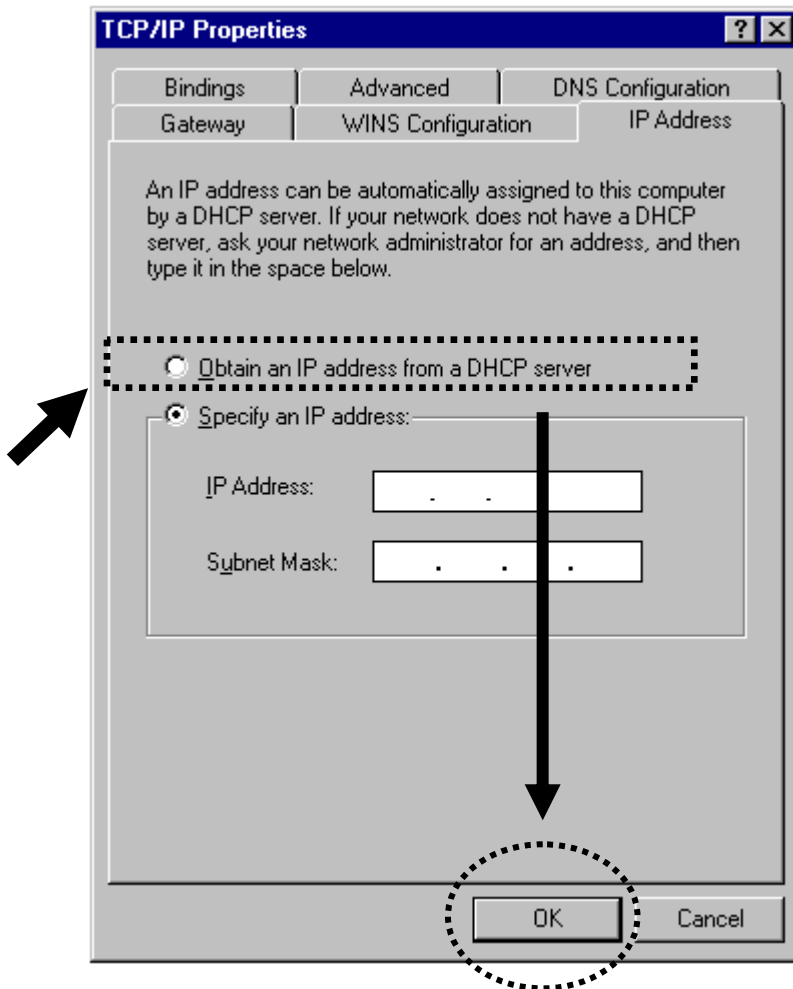 TCP/IP Properties ? ×
Bindings Advanced DNS Configuration
Gateway WINS Configuration IP Address
An IP address can be automatically assigned to this computer
by a DHCP server. If your network does not have a DHCP
server, ask your network administrator for an address, and then
type it in the space below.
Obtain an IP address from a DHCP server
Specify an IP address:
IP Address: . .
Subnet Mask: . . .
OK Cancel